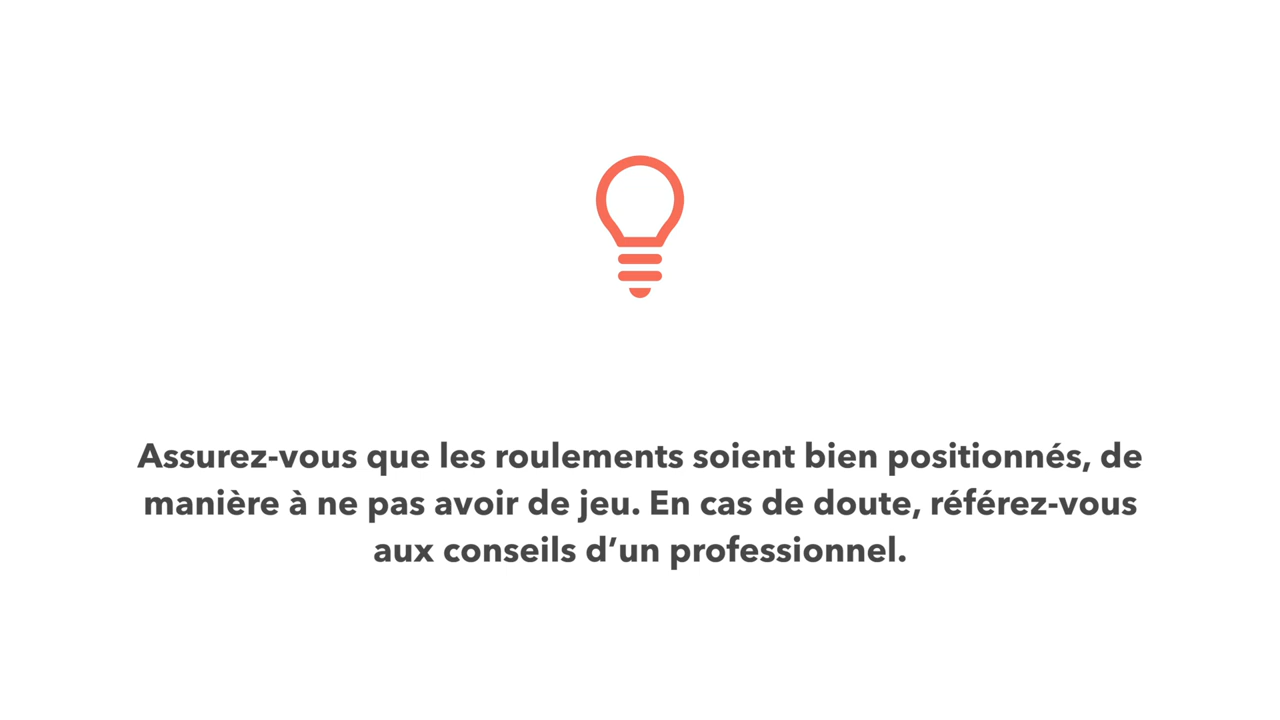 Assurez-vous que les roulements soient bien positionnés, de
manière à ne pas avoir de jeu. En cas de doute, référez-vous
aux conseils d’un professionnel.